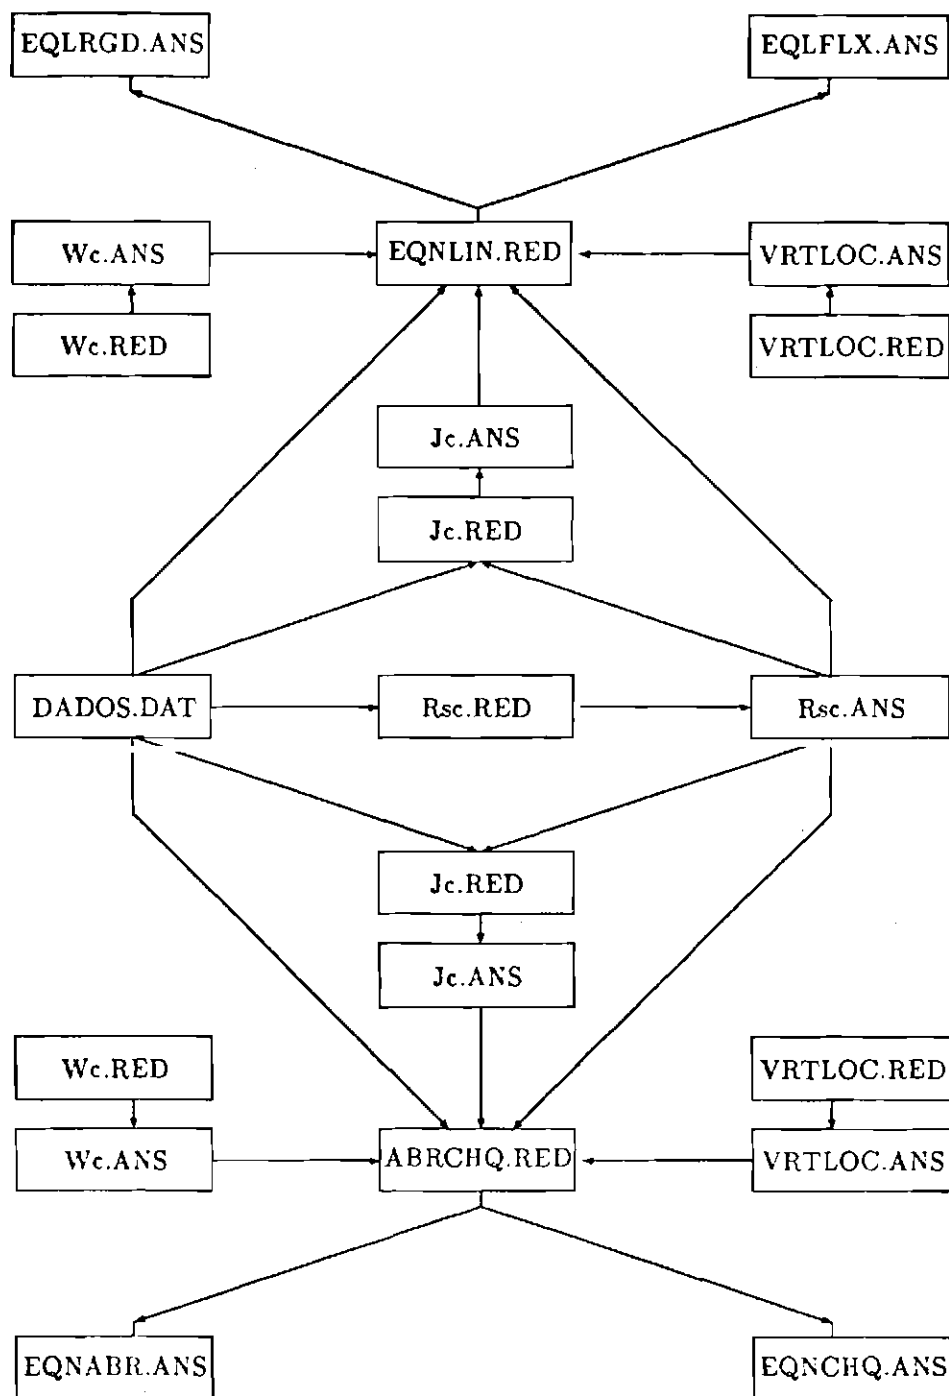 EQLRGD.ANS
EQLFLX.ANS
Wc.ANS
EQNLIN.RED
VRTLOC.ANS
Wc.RED
VRTLOC.RED
Jc.ANS
Jc.RED
DADOS.DAT
Rsc.RED
Rsc.ANS
Jc.RED
Jc.ANS
Wc.RED
VRTLOC.RED
Wc.ANS
ABRCHQ.RED
VRTLOC.ANS
EQNABR.ANS
EQNCHQ.ANS